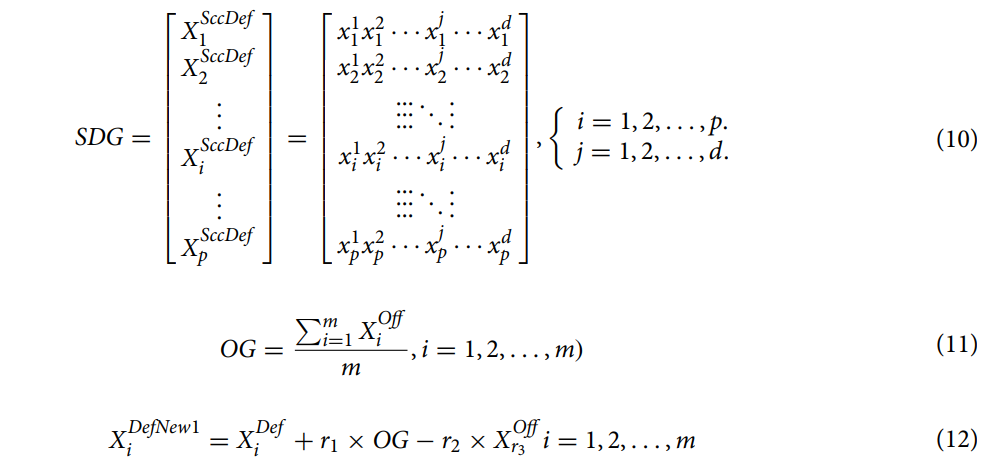 SDG = [ X_1^{SccDef} X_2^{SccDef} ⋮ X_i^{SccDef} ⋮ X_p^{SccDef} ] = [ x_1^1 x_1^2 ⋯ x_1^j ⋯ x_1^d x_2^1 x_2^2 ⋯ x_2^j ⋯ x_2^d ⋮⋮⋮ ⋱ ⋮ x_i^1 x_i^2 ⋯ x_i^j ⋯ x_i^d ⋮⋮⋮ ⋱ ⋮ x_p^1 x_p^2 ⋯ x_p^j ⋯ x_p^d ] , { i = 1, 2, . . . , p. j = 1, 2, . . . , d. (10)
OG = \frac{∑_{i=1}^{m} X_i^{Off}}{m}, i = 1, 2, . . . , m) (11)
X_i^{DefNew1} = X_i^{Def} + r_1 × OG − r_2 × X_{r_3}^{Off} i = 1, 2, . . . , m (12)